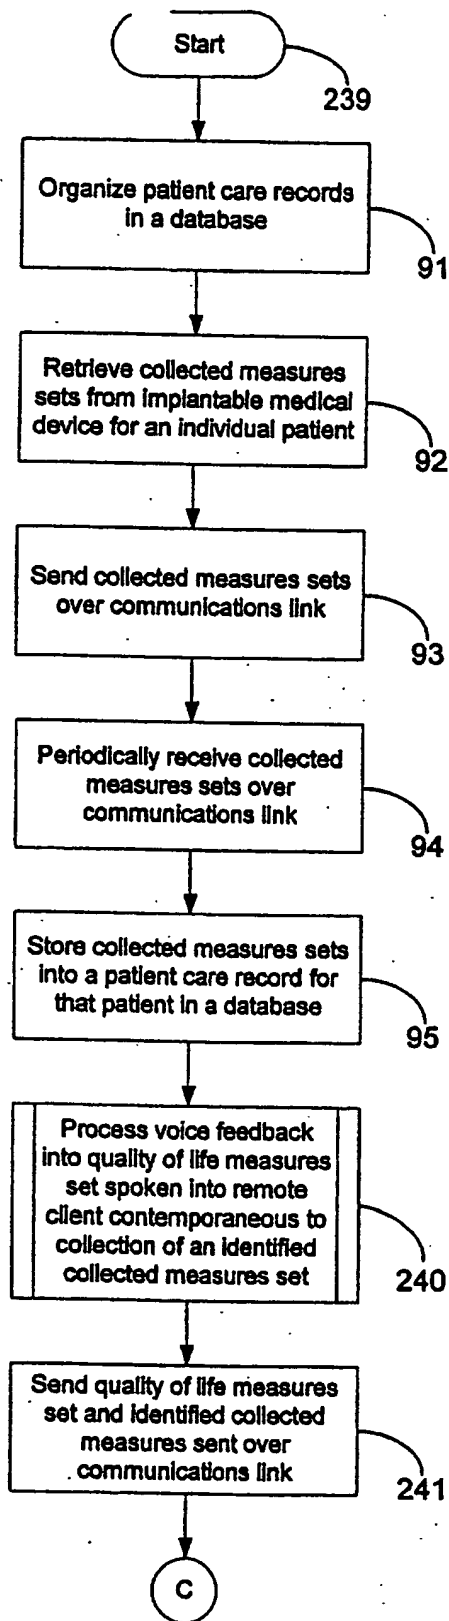 Start
239
Organize patient care records
in a database
91
Retrieve collected measures
sets from implantable medical
device for an individual patient
92
Send collected measures sets
over communications link
93
Periodically receive collected
measures sets over
communications link
94
Store collected measures sets
into a patient care record for
that patient in a database
95
Process voice feedback
into quality of life measures
set spoken into remote
client contemporaneous to
collection of an identified
collected measures set
240
Send quality of life measures
set and identified collected
measures sent over
communications link
241
C